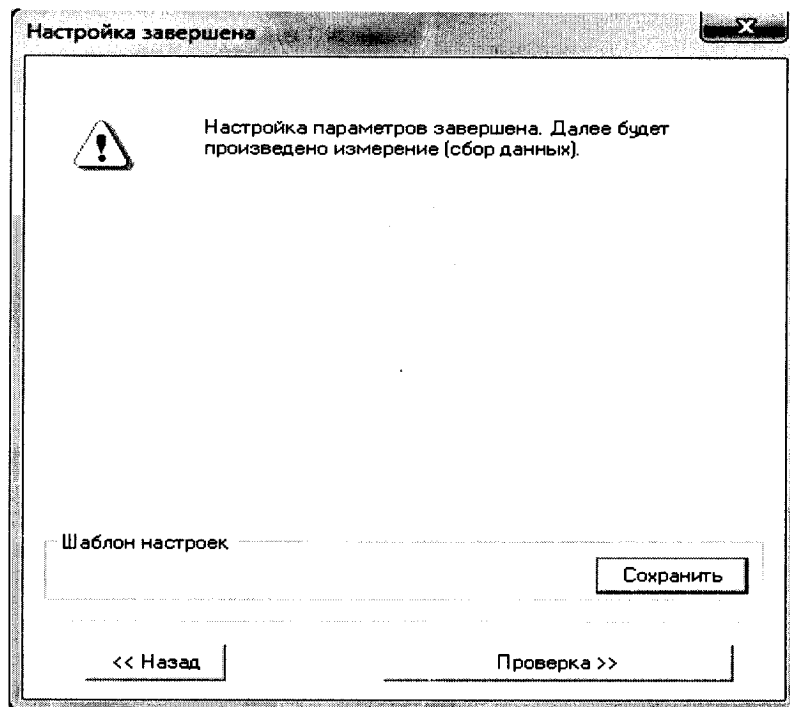 Настройка завершена
Настройка параметров завершена. Далее будет
произведено измерение (сбор данных).
Шаблон настроек
Сохранить
<< Назад
Проверка >>